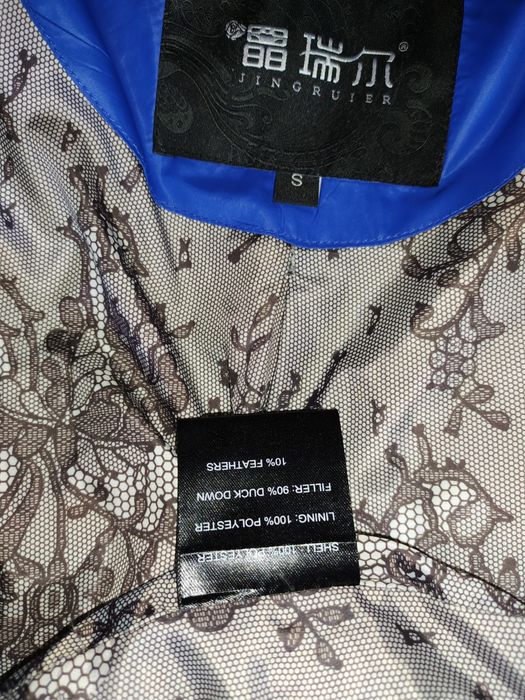 晶瑞尔®
JINGRUIER
S
SHELL: 100% POLYESTER
LINING: 100% POLYESTER
FILLER: 90% DUCK DOWN
10% FEATHERS